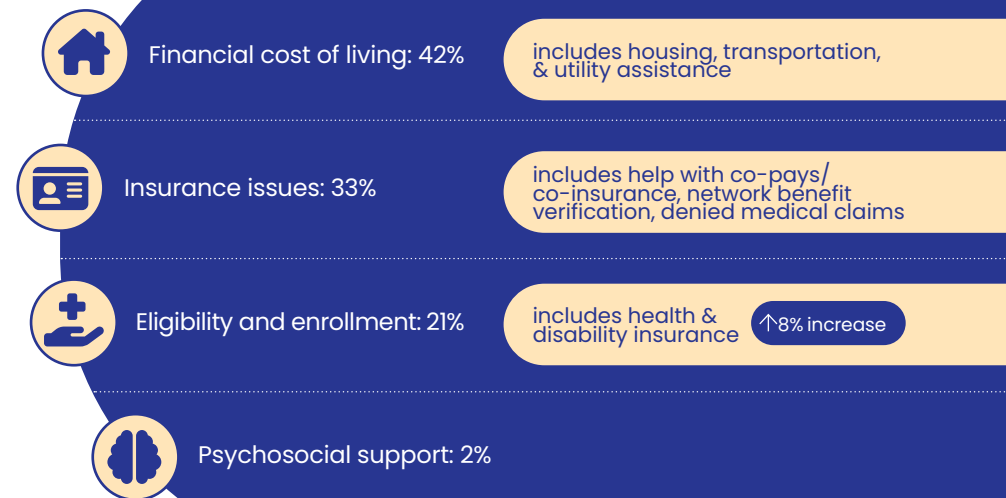 Financial cost of living: 42%
includes housing, transportation,
& utility assistance
Insurance issues: 33%
includes help with co-pays/
co-insurance, network benefit
verification, denied medical claims
Eligibility and enrollment: 21%
includes health &
disability insurance
↑8% increase
Psychosocial support: 2%